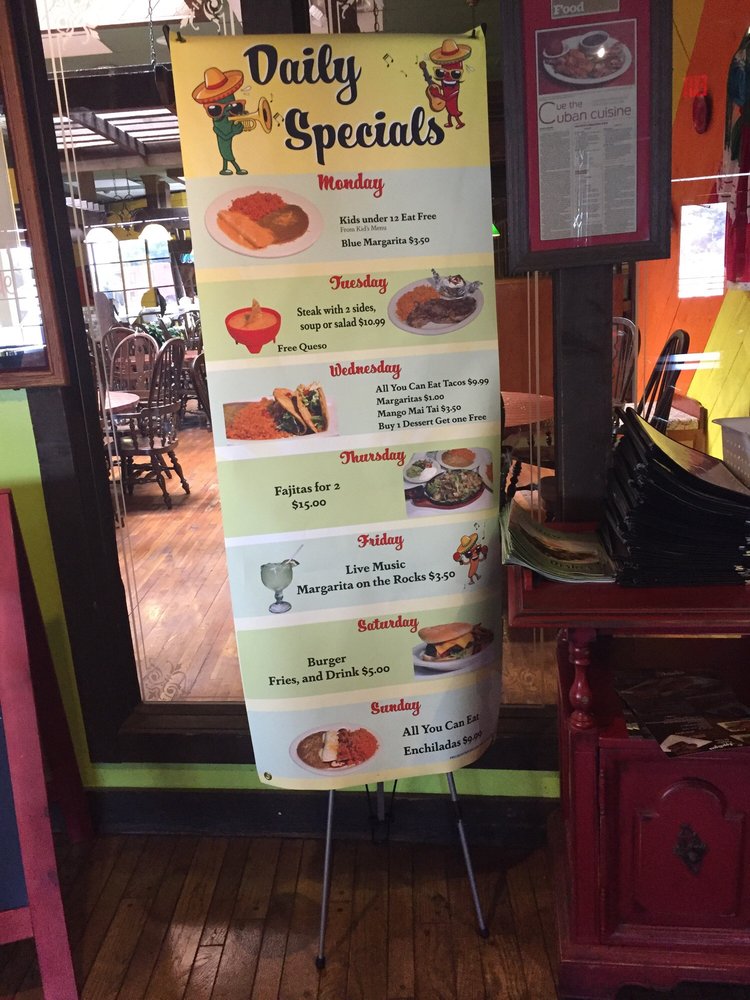 Daily
Specials
Monday
Kids under 12 Eat Free
From Kid's Menu
Blue Margarita $3.50
Tuesday
Steak with 2 sides,
soup or salad $10.99
Free Queso
Wednesday
All You Can Eat Tacos $9.99
Margaritas $1.00
Mango Mai Tai $3.50
Buy 1 Dessert Get one Free
Thursday
Fajitas for 2
$15.00
Friday
Live Music
Margarita on the Rocks $3.50
Saturday
Burger
Fries, and Drink $5.00
Sunday
All You Can Eat
Enchiladas $9.99
Food
Cue the
Cuban cuisine